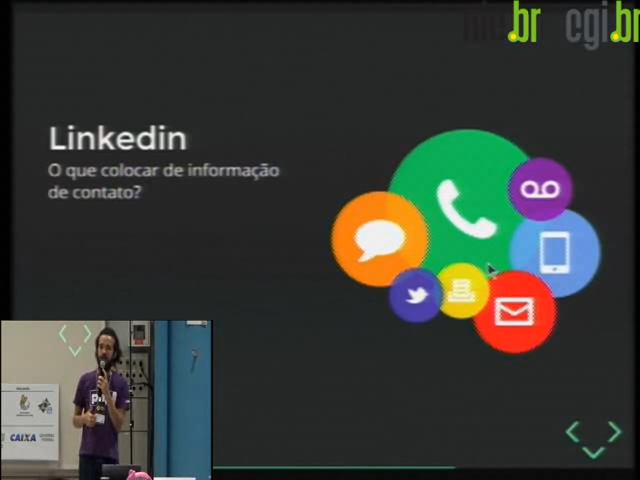 nic.br cgi.br
Linkedin
O que colocar de informação
de contato?
CAIXA